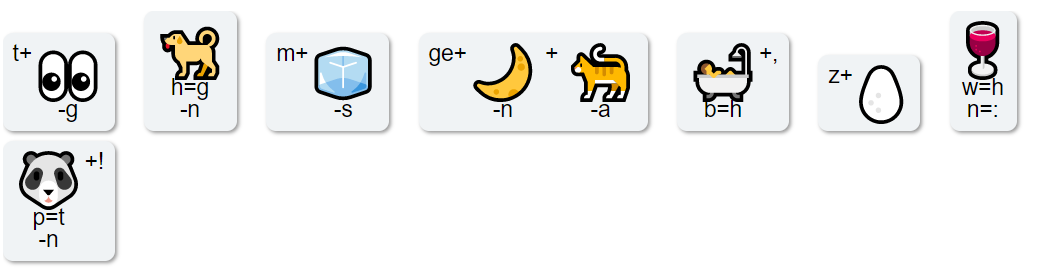 t+ -g h=g -n m+ -s ge+ -n + -a b=h +, z+ w=h n=:
p=t -n +!